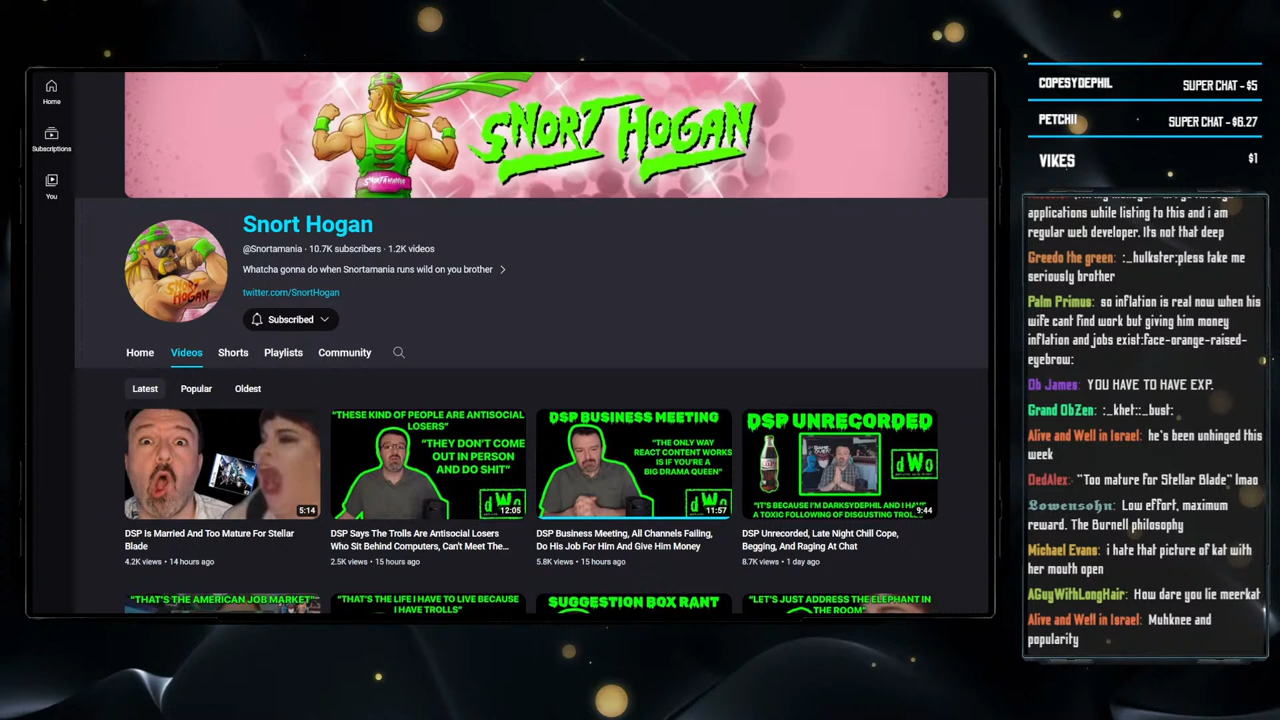 Home
Subscriptions
You
SNORT HOGAN
SNORTAMANIA
SNORT
HOGAN
Snort Hogan
@Snortamania · 10.7K subscribers · 1.2K videos
Whatcha gonna do when Snortamania runs wild on you brother
twitter.com/SnortHogan
Subscribed
Home
Videos
Shorts
Playlists
Community
Latest
Popular
Oldest
5:14
DSP Is Married And Too Mature For Stellar
Blade
4.2K views · 14 hours ago
"THESE KIND OF PEOPLE ARE ANTISOCIAL
LOSERS"
"THEY DON'T COME
OUT IN PERSON
AND DO SHIT"
dWo
12:05
DSP Says The Trolls Are Antisocial Losers
Who Sit Behind Computers, Can't Meet The...
2.5K views · 15 hours ago
DSP BUSINESS MEETING
"THE ONLY WAY
REACT CONTENT WORKS
IS IF YOU'RE A
BIG DRAMA QUEEN"
dWo
11:57
DSP Business Meeting, All Channels Failing,
Do His Job For Him And Give Him Money
5.8K views · 15 hours ago
DSP UNRECORDED
dWo
"IT'S BECAUSE I'M DARKSYDEPHIL AND I HAVE
A TOXIC FOLLOWING OF DISGUSTING TROLLS
9:44
DSP Unrecorded, Late Night Chill Cope,
Begging, And Raging At Chat
8.7K views · 1 day ago
"THAT'S THE AMERICAN JOB MARKET"
"THAT'S THE LIFE I HAVE TO LIVE BECAUSE
I HAVE TROLLS"
SUGGESTION BOX RANT
"LET'S JUST ADDRESS THE ELEPHANT IN
THE ROOM"
COPESYDEPHIL SUPER CHAT - $5
PETCHII SUPER CHAT - $6.27
VIKES $1
applications while listing to this and i am
regular web developer. Its not that deep
Greedo the green: :_hulkster:pless take me
seriously brother
Palm Primus: so inflation is real now when his
wife cant find work but giving him money
inflation and jobs exist:face-orange-raised-
eyebrow:
Ob James: YOU HAVE TO HAVE EXP.
Grand ObZen: :_khet::_bust:
Alive and Well in Israel: he's been unhinged this
week
DedAlex: "Too mature for Stellar Blade" lmao
Lowensohn: Low effort, maximum
reward. The Burnell philosophy
Michael Evans: i hate that picture of kat with
her mouth open
AGuyWithLongHair: How dare you lie meerkat
Alive and Well in Israel: Muhknee and
popularity